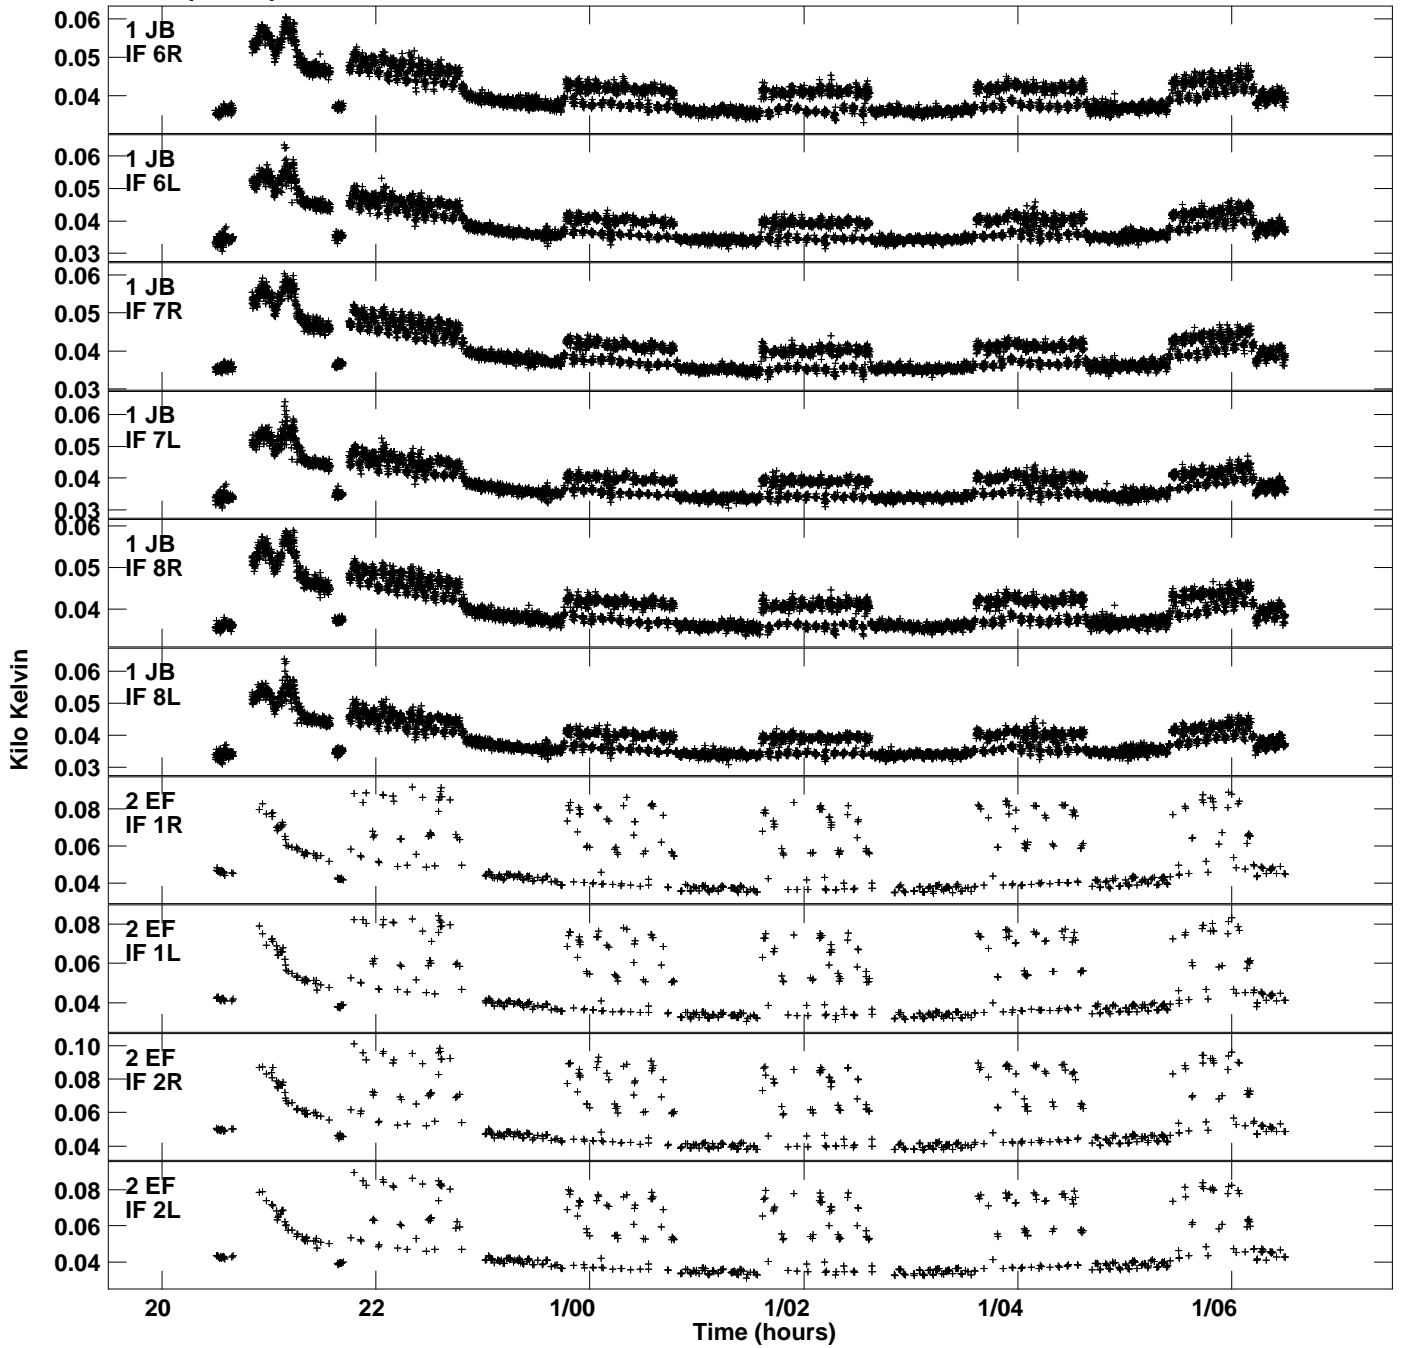 0.06
0.05
0.04
1 JB
IF 6R
0.06
0.05
0.04
0.03
1 JB
IF 6L
0.06
0.05
0.04
0.03
1 JB
IF 7R
0.06
0.05
0.04
0.03
1 JB
IF 7L
0.06
0.05
0.04
1 JB
IF 8R
0.06
0.05
0.04
0.03
1 JB
IF 8L
0.08
0.06
0.04
2 EF
IF 1R
0.08
0.06
0.04
2 EF
IF 1L
0.10
0.08
0.06
0.04
2 EF
IF 2R
0.08
0.06
0.04
2 EF
IF 2L
Kilo Kelvin
20 22 1/00 1/02 1/04 1/06
Time (hours)